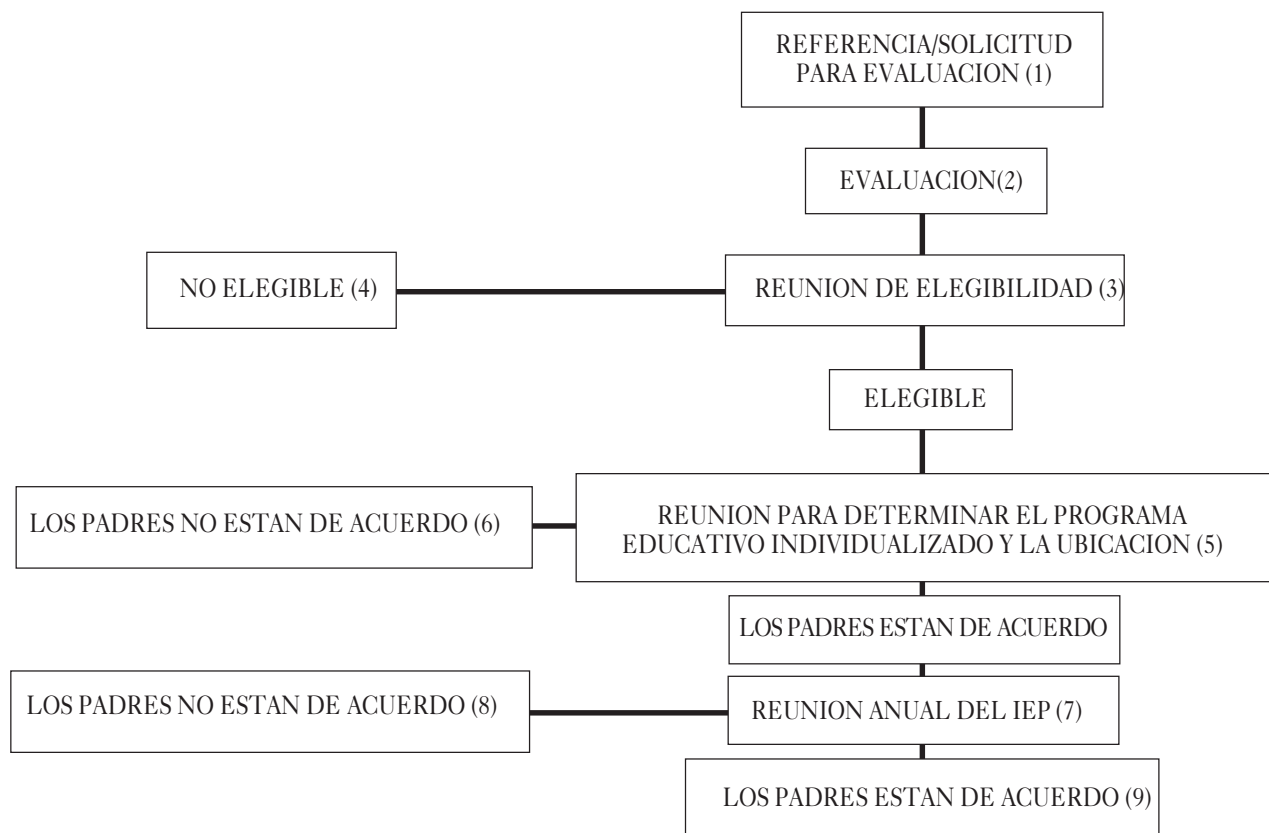 REFERENCIA/SOLICITUD
PARA EVALUACION (1)
EVALUACION(2)
NO ELEGIBLE (4)
REUNION DE ELEGIBILIDAD (3)
ELEGIBLE
LOS PADRES NO ESTAN DE ACUERDO (6)
REUNION PARA DETERMINAR EL PROGRAMA
EDUCATIVO INDIVIDUALIZADO Y LA UBICACION (5)
LOS PADRES ESTAN DE ACUERDO
LOS PADRES NO ESTAN DE ACUERDO (8)
REUNION ANUAL DEL IEP (7)
LOS PADRES ESTAN DE ACUERDO (9)